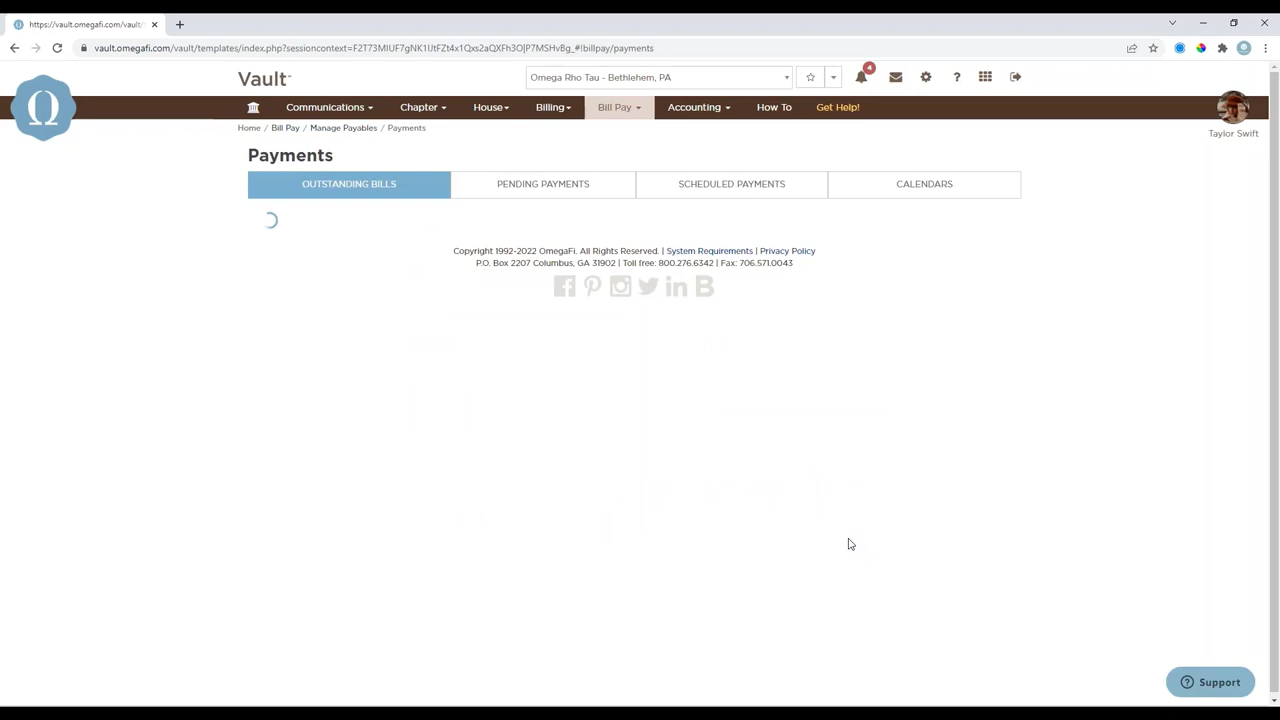 https://vault.omegafi.com/vault/
vault.omegafi.com/vault/templates/index.php?sessioncontext=F2T73MIUF7gNK1IJtFZt4x1Qxs2aQXFh3OJP7MSHvBg_#!billpay/payments
Vault
Omega Rho Tau - Bethlehem, PA
4
Communications
Chapter
House
Billing
Bill Pay
Accounting
How To
Get Help!
Taylor Swift
Home / Bill Pay / Manage Payables / Payments
Payments
OUTSTANDING BILLS
PENDING PAYMENTS
SCHEDULED PAYMENTS
CALENDARS
Copyright 1992-2022 OmegaFi. All Rights Reserved. | System Requirements | Privacy Policy
P.O. Box 2207 Columbus, GA 31902 | Toll free: 800.276.6342 | Fax: 706.571.0043
Support